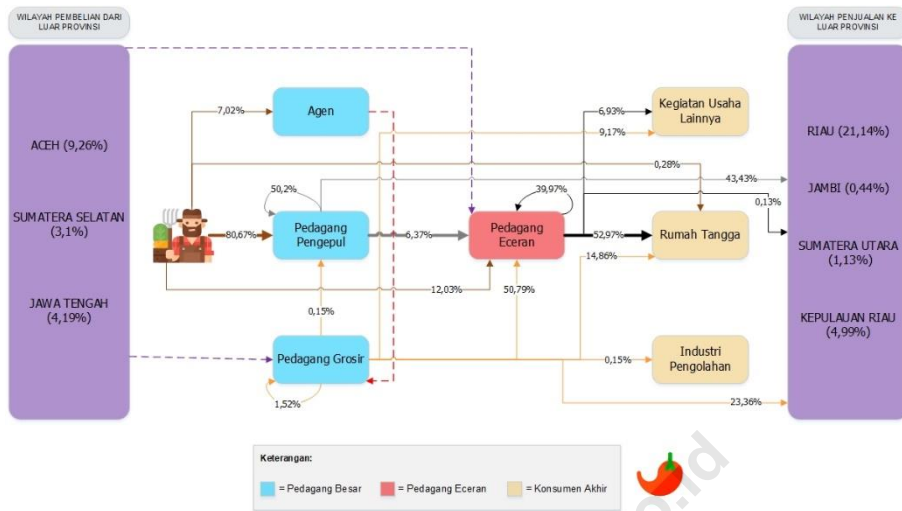 WILAYAH PEMBELIAN DARI
LUAR PROVINSI
WILAYAH PENJUALAN KE
LUAR PROVINSI
ACEH (9,26%)
SUMATERA SELATAN
(3,1%)
JAWA TENGAH
(4,19%)
7,02%
Agen
6,93%
9,17%
Kegiatan Usaha
Lainnya
RIAU (21,14%)
0,28%
50,2%
39,97%
43,43%
0,13%
JAMBI (0,44%)
80,67%
Pedagang
Pengepul
6,37%
Pedagang
Eceran
52,97%
Rumah Tangga
14,86%
SUMATERA UTARA
(1,13%)
12,03%
50,79%
0,15%
KEPULAUAN RIAU
(4,99%)
Pedagang Grosir
0,15%
Industri
Pengolahan
1,52%
23,36%
Keterangan:
= Pedagang Besar
= Pedagang Eceran
= Konsumen Akhir